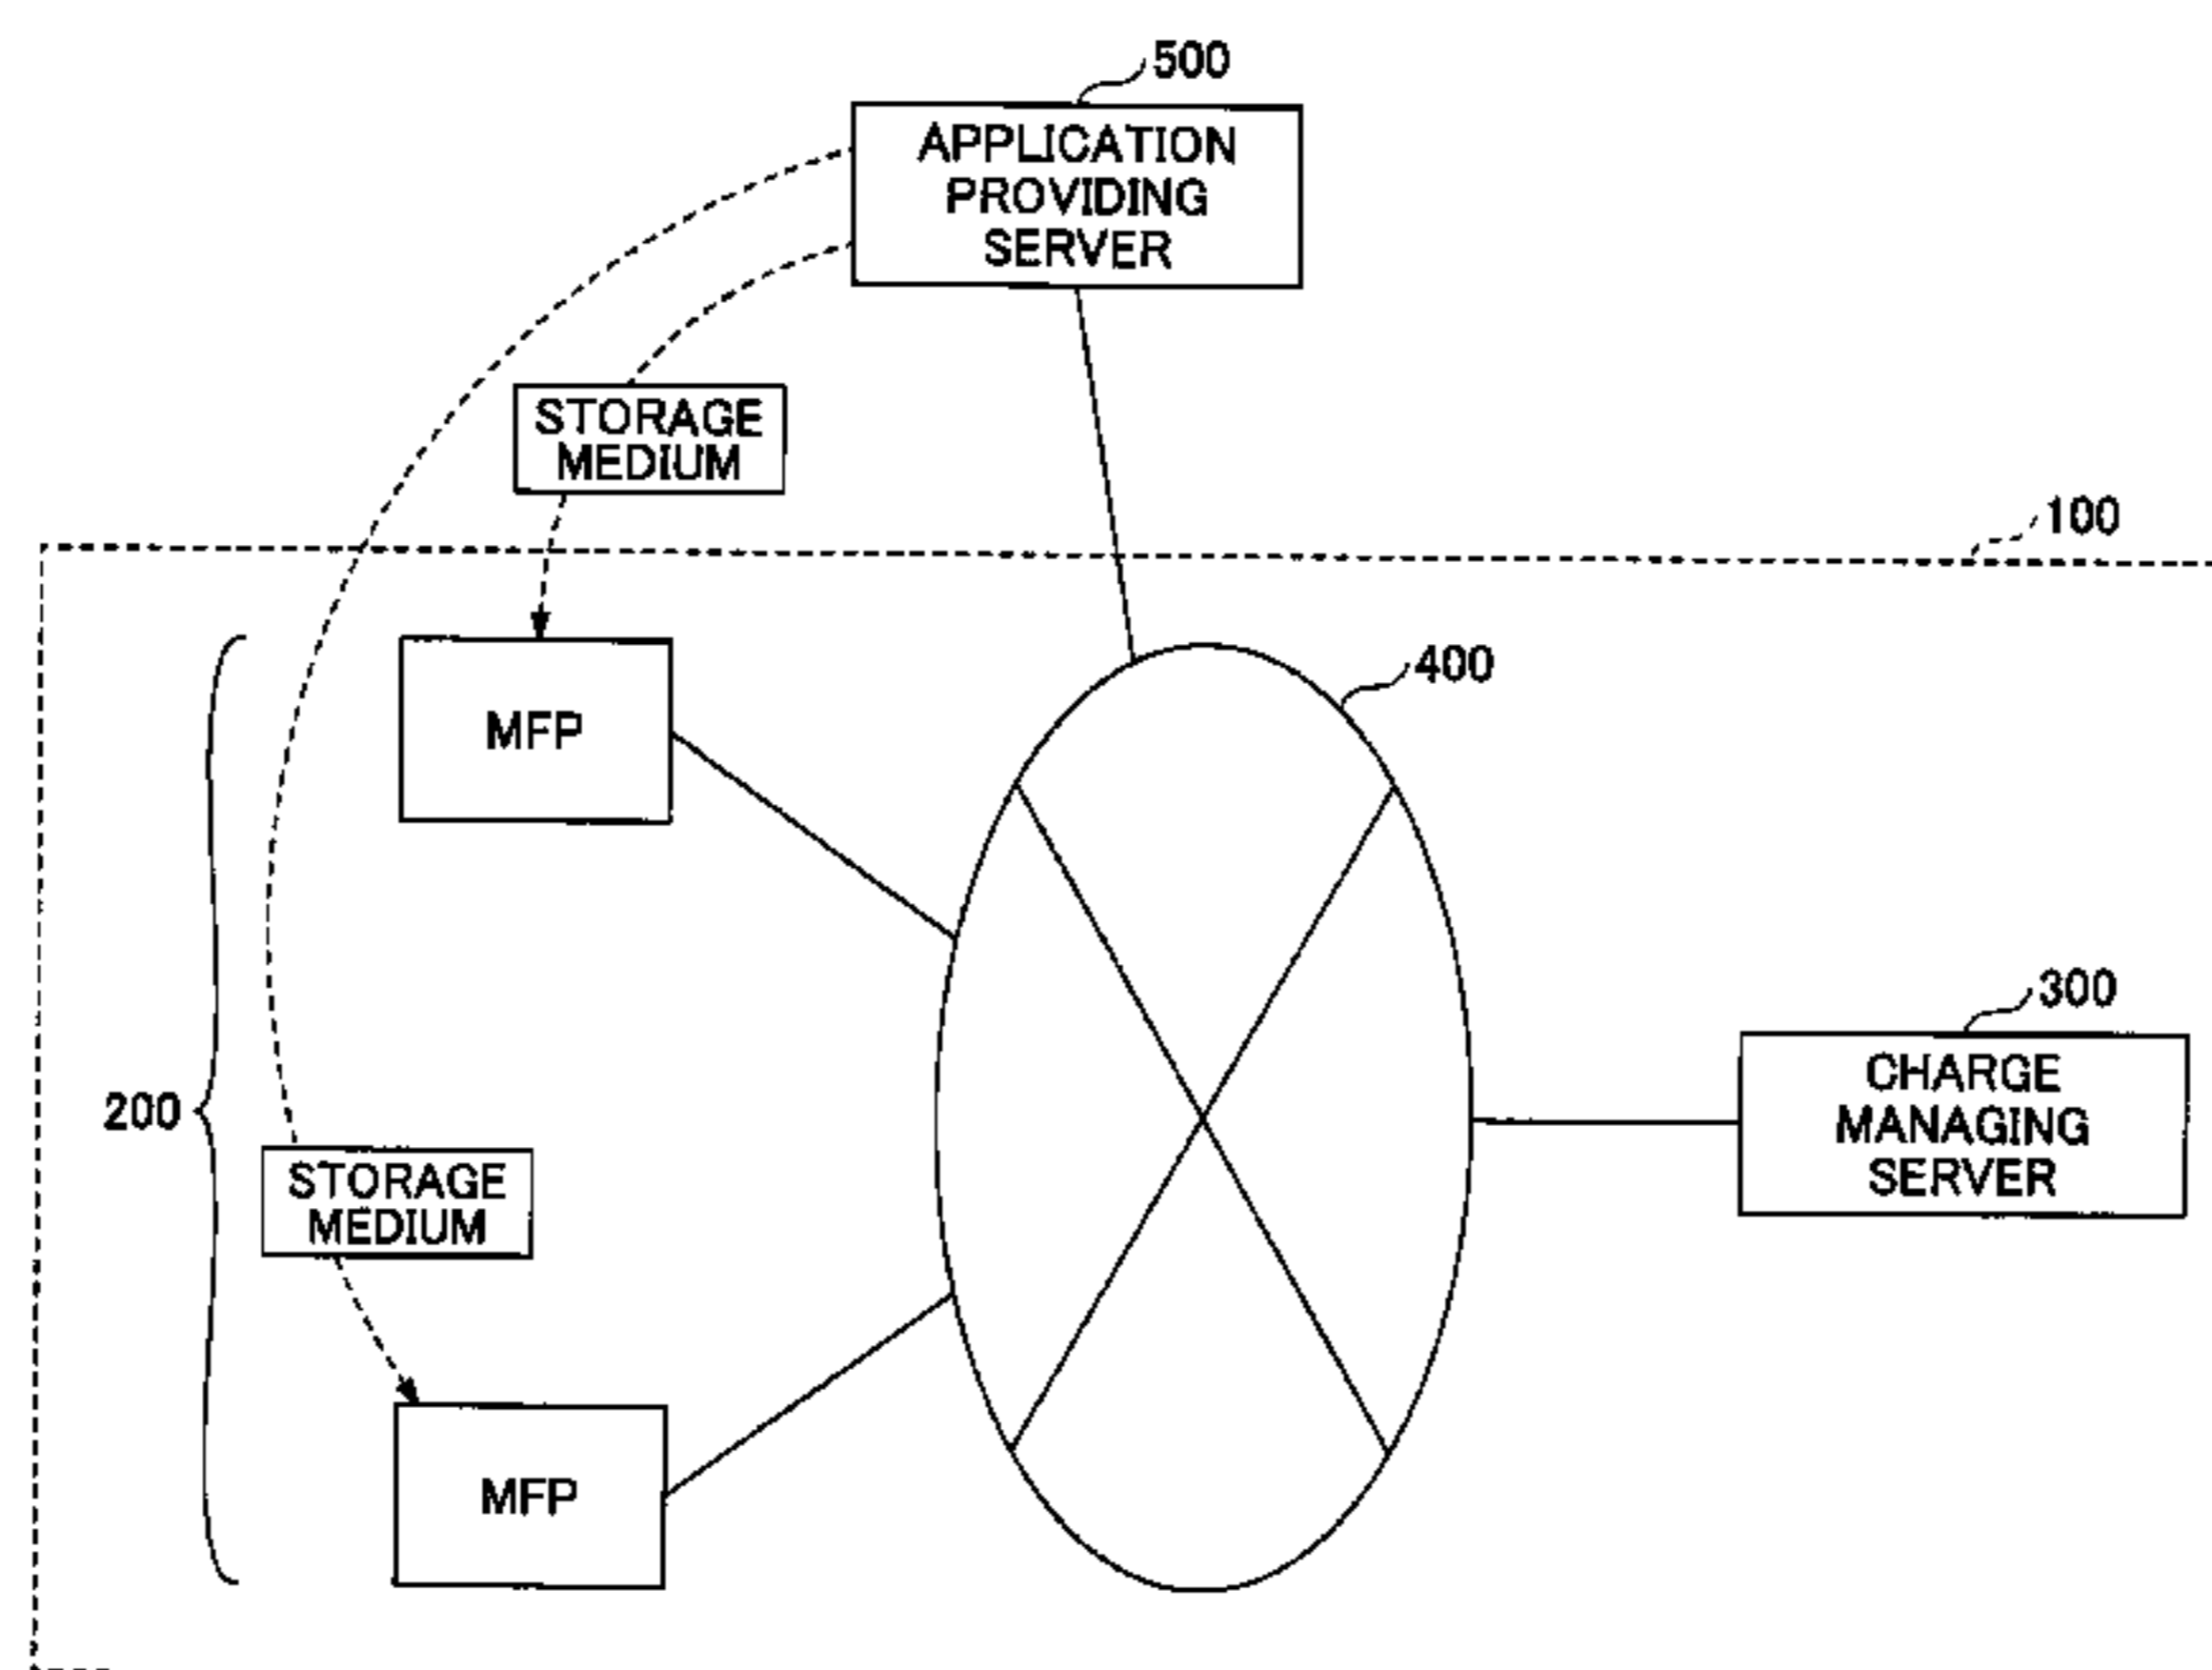 500
APPLICATION
PROVIDING
SERVER
STORAGE
MEDIUM
100
MFP
400
300
CHARGE
MANAGING
SERVER
200
STORAGE
MEDIUM
MFP